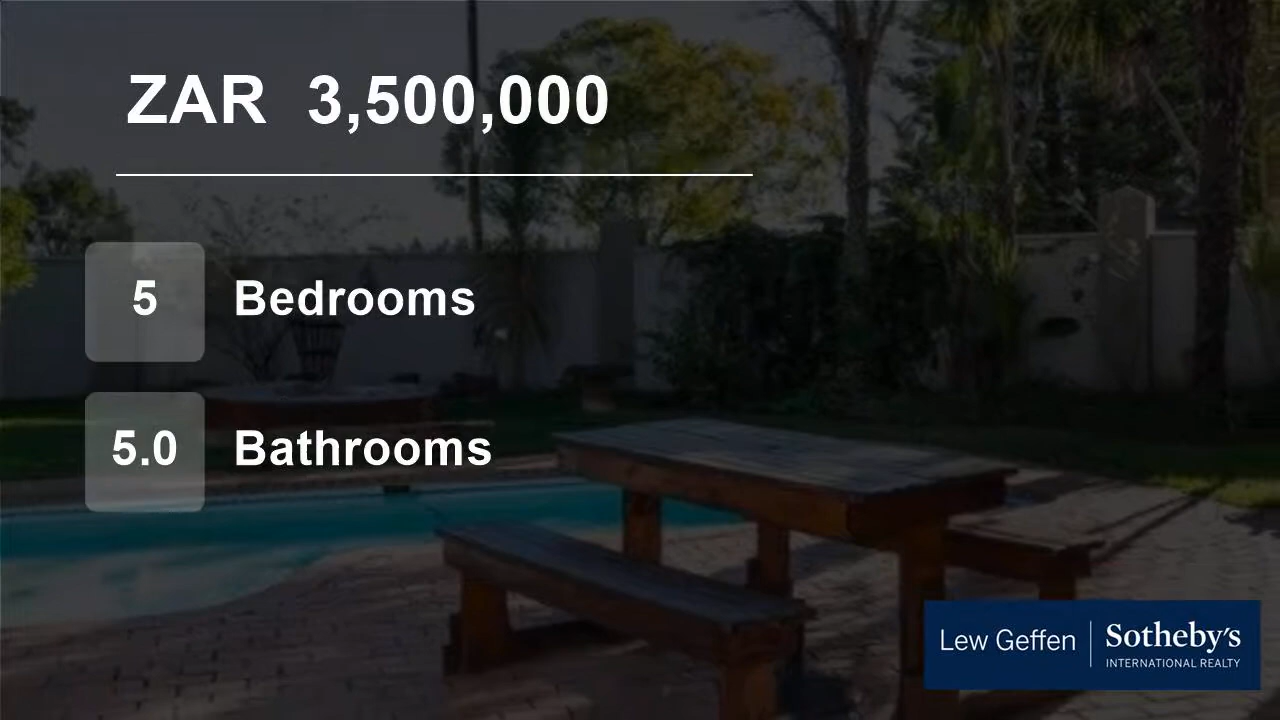 ZAR 3,500,000
5 Bedrooms
5.0 Bathrooms
Lew Geffen | Sotheby's
INTERNATIONAL REALTY